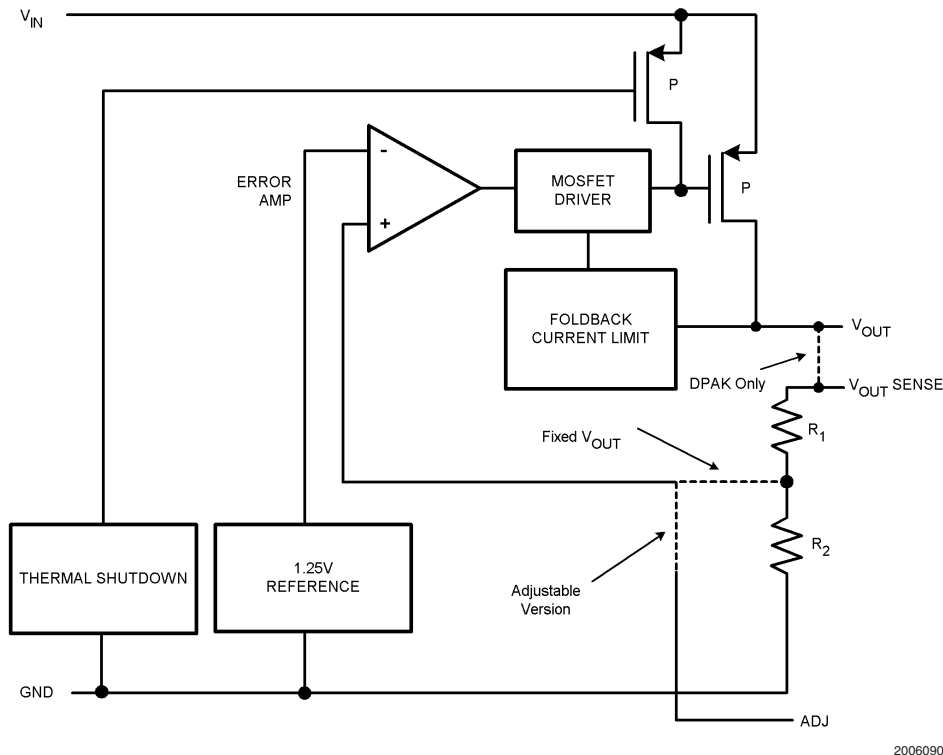 VIN
P
P
ERROR
AMP
-
+
MOSFET
DRIVER
FOLDBACK
CURRENT LIMIT
VOUT
DPAK Only
VOUT SENSE
R1
Fixed VOUT
R2
THERMAL SHUTDOWN
1.25V
REFERENCE
Adjustable
Version
GND
ADJ
2006090